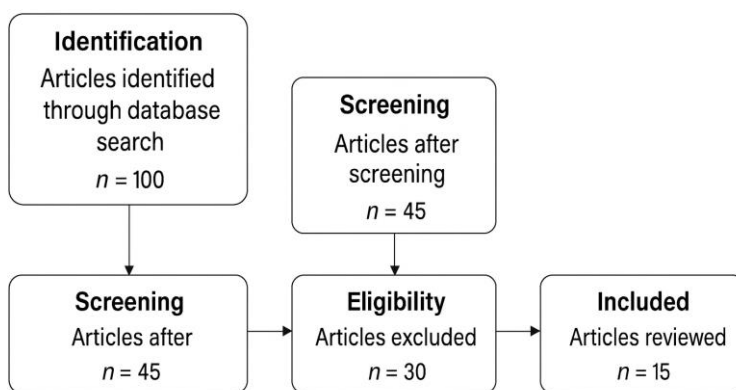 Identification
Articles identified
through database
search
n = 100
Screening
Articles after
screening
n = 45
Screening
Articles after
n = 45
Eligibility
Articles excluded
n = 30
Included
Articles reviewed
n = 15